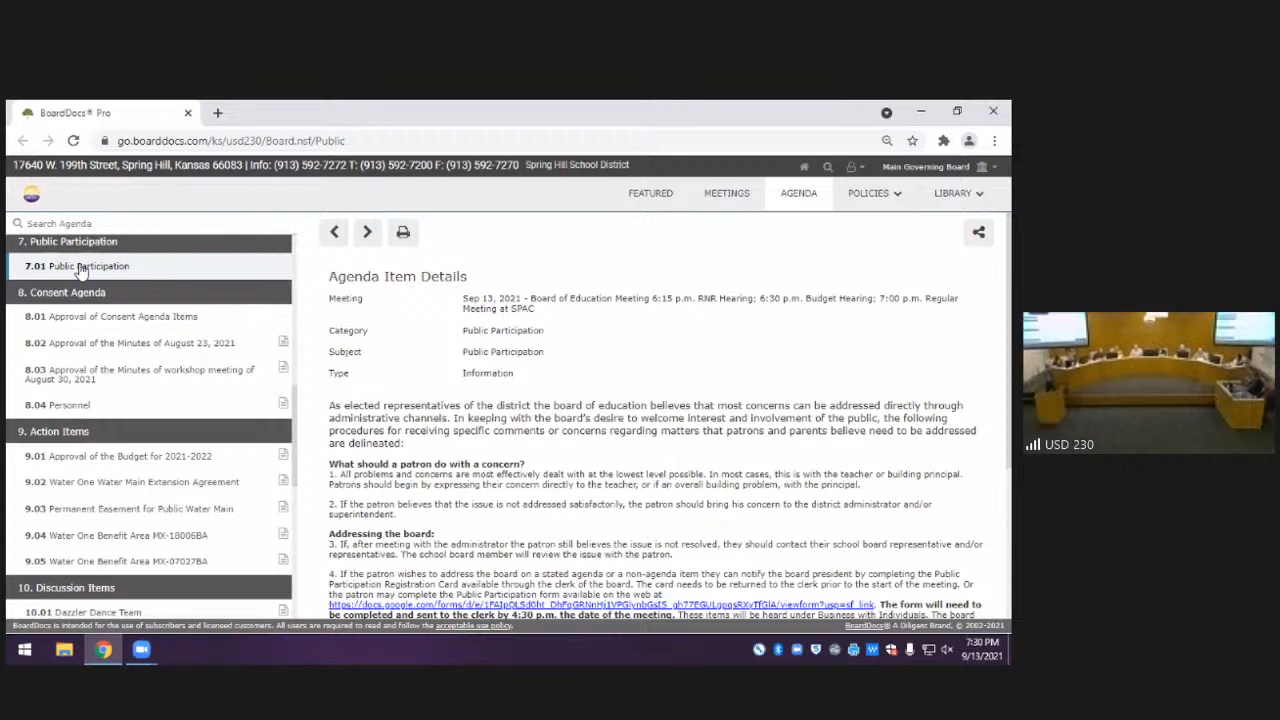 BoardDocs® Pro
go.boarddocs.com/ks/usd230/Board.nsf/Public
17640 W. 199th Street, Spring Hill, Kansas 66083 | Info: (913) 592-7272 T: (913) 592-7200 F: (913) 592-7270 Spring Hill School District
Main Governing Board
FEATURED MEETINGS AGENDA POLICIES LIBRARY
Search Agenda
7. Public Participation
7.01 Public Participation
8. Consent Agenda
8.01 Approval of Consent Agenda Items
8.02 Approval of the Minutes of August 23, 2021
8.03 Approval of the Minutes of workshop meeting of
August 30, 2021
8.04 Personnel
9. Action Items
9.01 Approval of the Budget for 2021-2022
9.02 Water One Water Main Extension Agreement
9.03 Permanent Easement for Public Water Main
9.04 Water One Benefit Area MX-18006BA
9.05 Water One Benefit Area MX-07027BA
10. Discussion Items
10.01 Dazzler Dance Team
Agenda Item Details
Meeting Sep 13, 2021 - Board of Education Meeting 6:15 p.m. RNR Hearing; 6:30 p.m. Budget Hearing; 7:00 p.m. Regular
Meeting at SPAC
Category Public Participation
Subject Public Participation
Type Information
As elected representatives of the district the board of education believes that most concerns can be addressed directly through
administrative channels. In keeping with the board's desire to welcome interest and involvement of the public, the following
procedures for receiving specific comments or concerns regarding matters that patrons and parents believe need to be addressed
are delineated:
What should a patron do with a concern?
1. All problems and concerns are most effectively dealt with at the lowest level possible. In most cases, this is with the teacher or building principal.
Patrons should begin by expressing their concern directly to the teacher, or if an overall building problem, with the principal.
2. If the patron believes that the issue is not addressed satisfactorily, the patron should bring his concern to the district administrator and/or
superintendent.
Addressing the board:
3. If, after meeting with the administrator the patron still believes the issue is not resolved, they should contact their school board representative and/or
representatives. The school board member will review the issue with the patron.
4. If the patron wishes to address the board on a stated agenda or a non-agenda item they can notify the board president by completing the
Public Participation Registration Card available through the clerk of the board. The card needs to be returned to the clerk prior to the start of the meeting. Or
the patron may complete the Public Participation form available on the web at
The form will need
to be completed and sent to the clerk by 4:30 p.m. the date of the meeting. These items will be heard under Business with Individuals. The board
BoardDocs is intended for the use of subscribers and licensed customers. All users are required to read and follow the acceptable use policy. BoardDocs® A Diligent Brand, © 2002-2021
7:30 PM
9/13/2021
USD 230